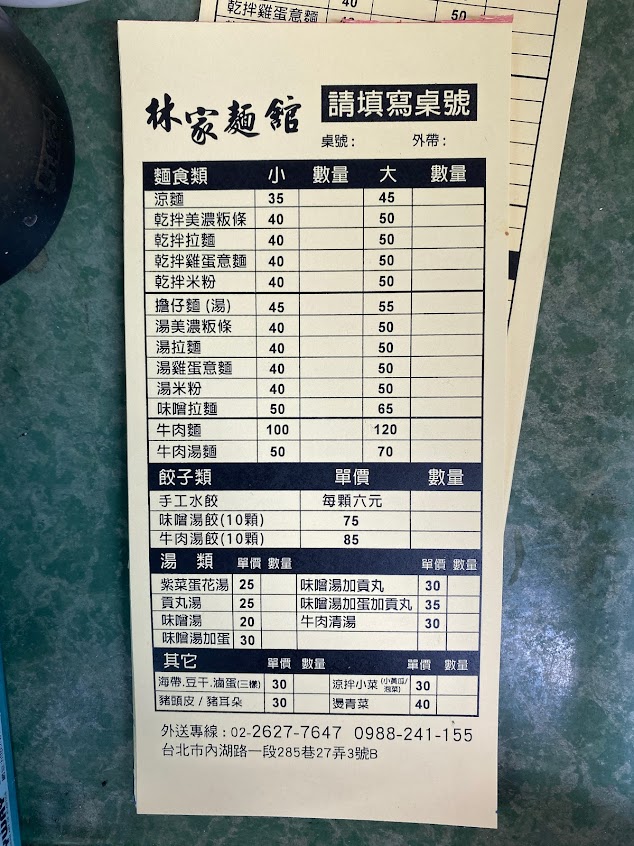 乾拌雞蛋意麵 40 50
林家麵館 請填寫桌號
桌號： 外帶：
麵食類 小 數量 大 數量
涼麵 35 45
乾拌美濃粄條 40 50
乾拌拉麵 40 50
乾拌雞蛋意麵 40 50
乾拌米粉 40 50
擔仔麵(湯) 45 55
湯美濃粄條 40 50
湯拉麵 40 50
湯雞蛋意麵 40 50
湯米粉 40 50
味噌拉麵 50 65
牛肉麵 100 120
牛肉湯麵 50 70
餃子類 單價 數量
手工水餃 每顆六元
味噌湯餃(10顆) 75
牛肉湯餃(10顆) 85
湯 類 單價 數量 單價 數量
紫菜蛋花湯 25 味噌湯加貢丸 30
貢丸湯 25 味噌湯加蛋加貢丸 35
味噌湯 20 牛肉清湯 30
味噌湯加蛋 30
其它 單價 數量 單價 數量
海帶.豆干.滷蛋(三樣) 30 涼拌小菜(小黃瓜/泡菜) 30
豬頭皮/豬耳朵 30 燙青菜 40
外送專線：02-2627-7647 0988-241-155
台北市內湖路一段285巷27弄3號B